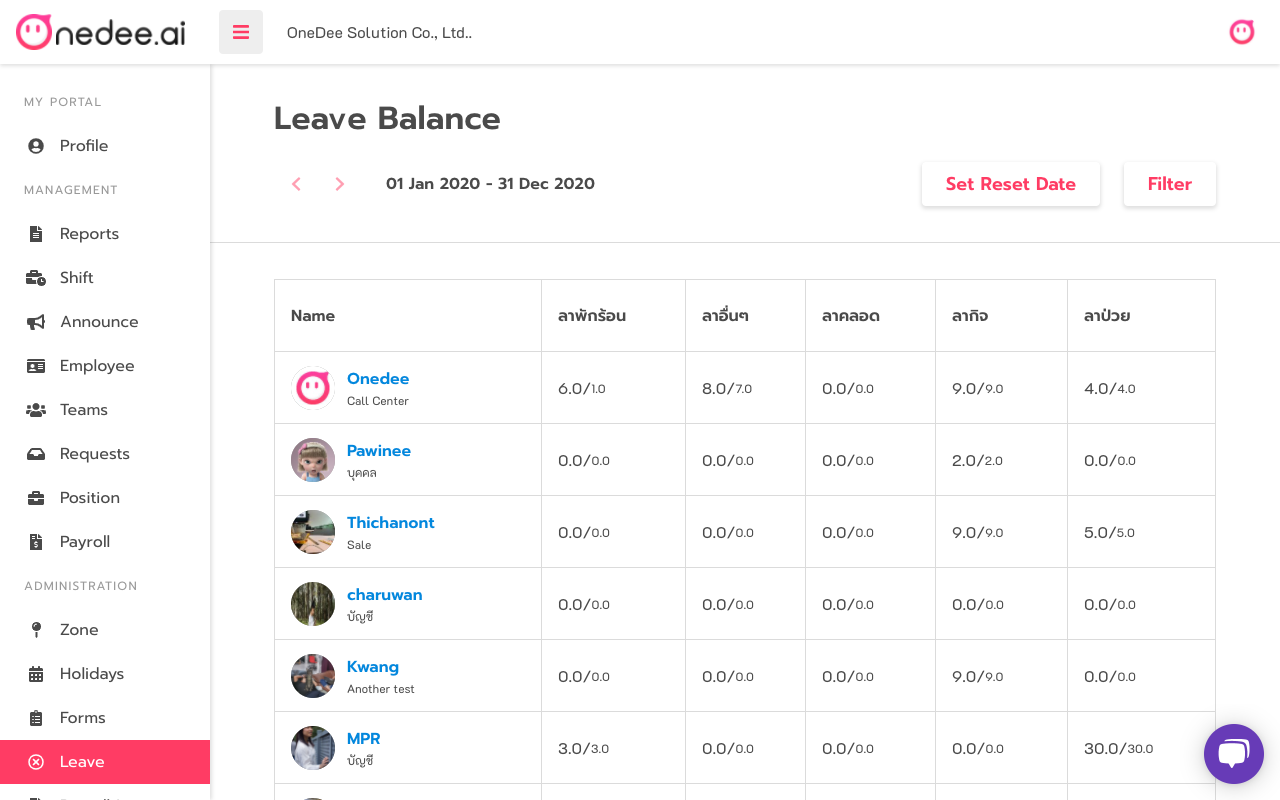 Onedee.ai
OneDee Solution Co., Ltd..
MY PORTAL
Profile
MANAGEMENT
Reports
Shift
Announce
Employee
Teams
Requests
Position
Payroll
ADMINISTRATION
Zone
Holidays
Forms
Leave
Leave Balance
01 Jan 2020 - 31 Dec 2020
Set Reset Date
Filter
Name ลาพักร้อน ลาอื่นๆ ลาคลอด ลากิจ ลาป่วย
Onedee
Call Center
6.0/1.0 8.0/7.0 0.0/0.0 9.0/9.0 4.0/4.0
Pawinee
บุคคล
0.0/0.0 0.0/0.0 0.0/0.0 2.0/2.0 0.0/0.0
Thichanont
Sale
0.0/0.0 0.0/0.0 0.0/0.0 9.0/9.0 5.0/5.0
charuwan
บัญชี
0.0/0.0 0.0/0.0 0.0/0.0 0.0/0.0 0.0/0.0
Kwang
Another test
0.0/0.0 0.0/0.0 0.0/0.0 9.0/9.0 0.0/0.0
MPR
บัญชี
3.0/3.0 0.0/0.0 0.0/0.0 0.0/0.0 30.0/30.0